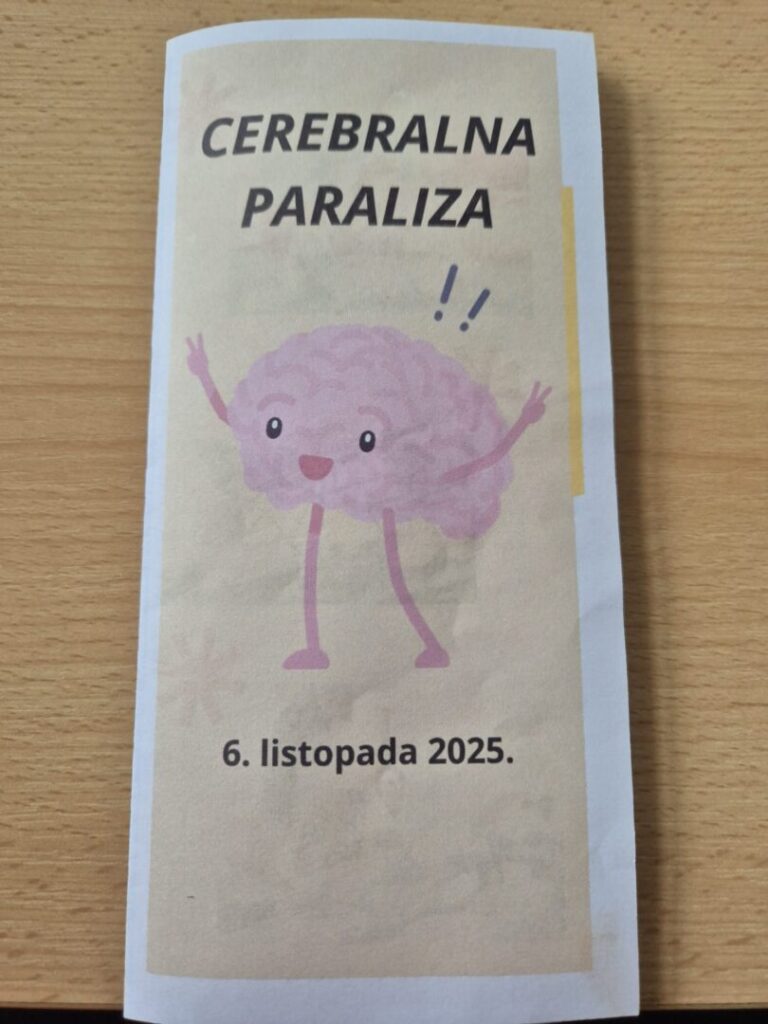 CEREBRALNA
PARALIZA
!!
6. listopada 2025.